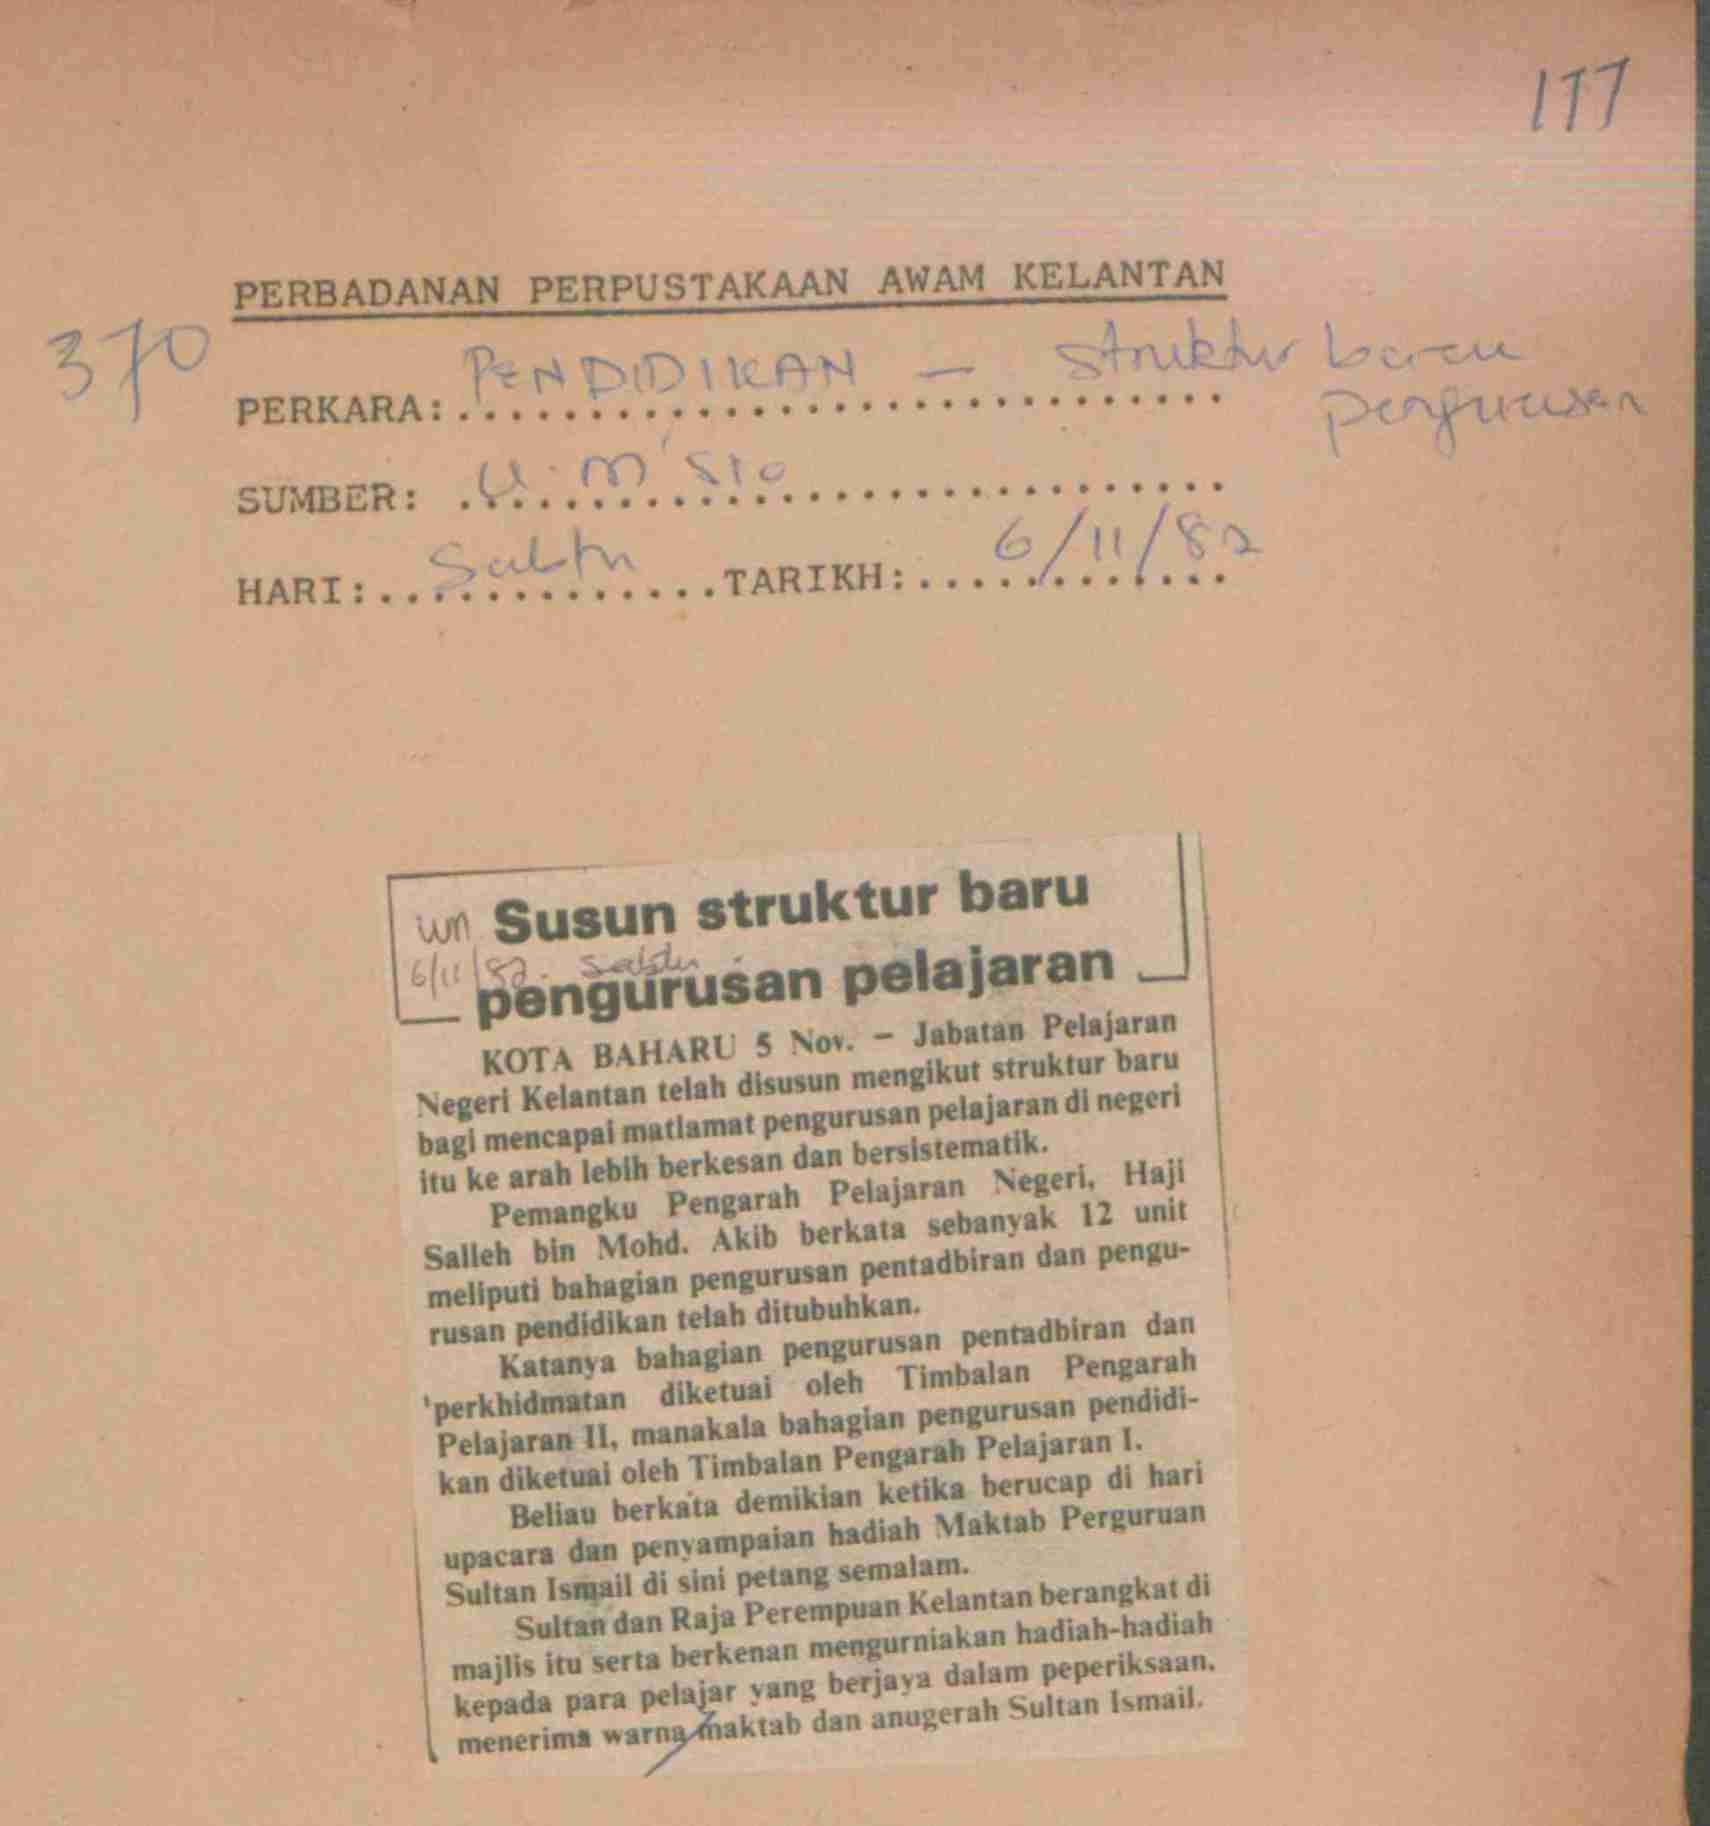 177
PERBADANAN PERPUSTAKAAN AWAM KELANTAN
370
PERKARA: PENDIDIKAN - Struktur baru
pengurusan
SUMBER: U. M'sia
HARI: Sabtu TARIKH: 6/11/82
um Susun struktur baru
6/11/82. Sabtu.
pengurusan pelajaran
KOTA BAHARU 5 Nov. – Jabatan Pelajaran
Negeri Kelantan telah disusun mengikut struktur baru
bagi mencapai matlamat pengurusan pelajaran di negeri
itu ke arah lebih berkesan dan bersistematik.
Pemangku Pengarah Pelajaran Negeri, Haji
Salleh bin Mohd. Akib berkata sebanyak 12 unit
meliputi bahagian pengurusan pentadbiran dan pengu-
rusan pendidikan telah ditubuhkan.
Katanya bahagian pengurusan pentadbiran dan
'perkhidmatan diketuai oleh Timbalan Pengarah
Pelajaran II, manakala bahagian pengurusan pendidi-
kan diketuai oleh Timbalan Pengarah Pelajaran I.
Beliau berkata demikian ketika berucap di hari
upacara dan penyampaian hadiah Maktab Perguruan
Sultan Ismail di sini petang semalam.
Sultan dan Raja Perempuan Kelantan berangkat di
majlis itu serta berkenan mengurniakan hadiah-hadiah
kepada para pelajar yang berjaya dalam peperiksaan,
menerima warna maktab dan anugerah Sultan Ismail.